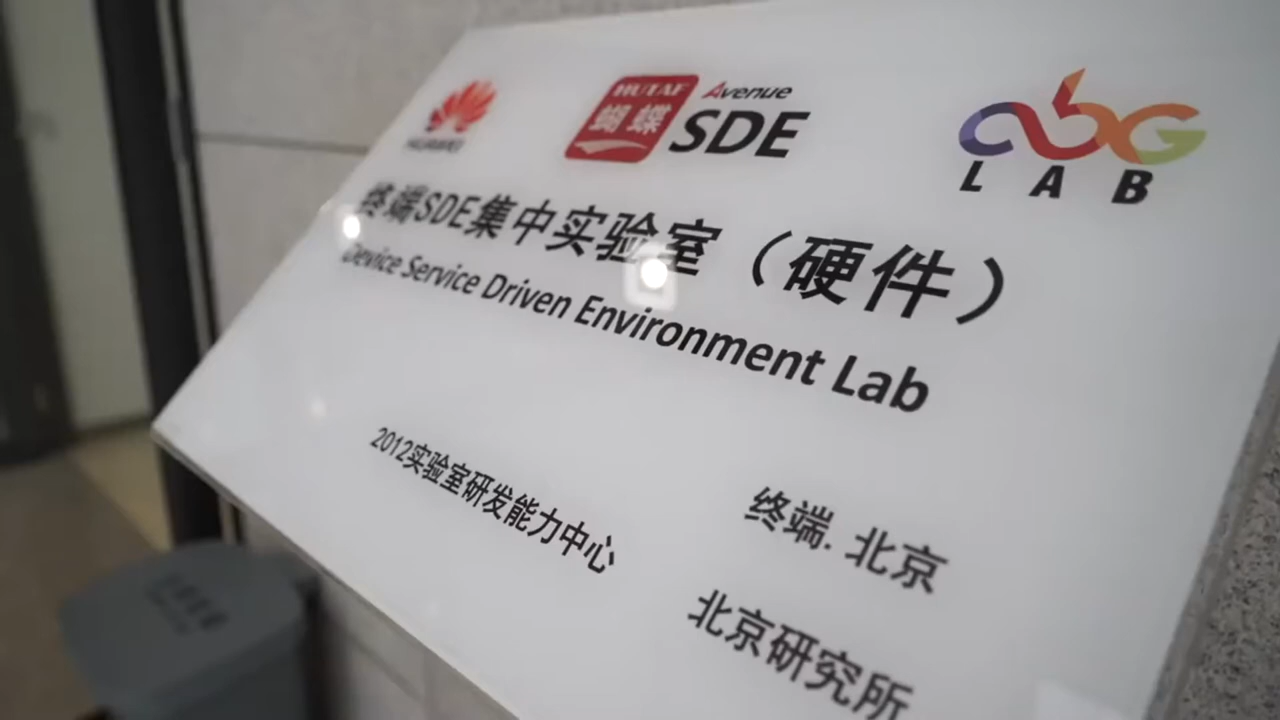 HUAWEI
HUTAF
蝴蝶
Avenue
SDE
CBG
LAB
终端SDE集中实验室（硬件）
Device Service Driven Environment Lab
2012实验室研发能力中心
终端. 北京
北京研究所